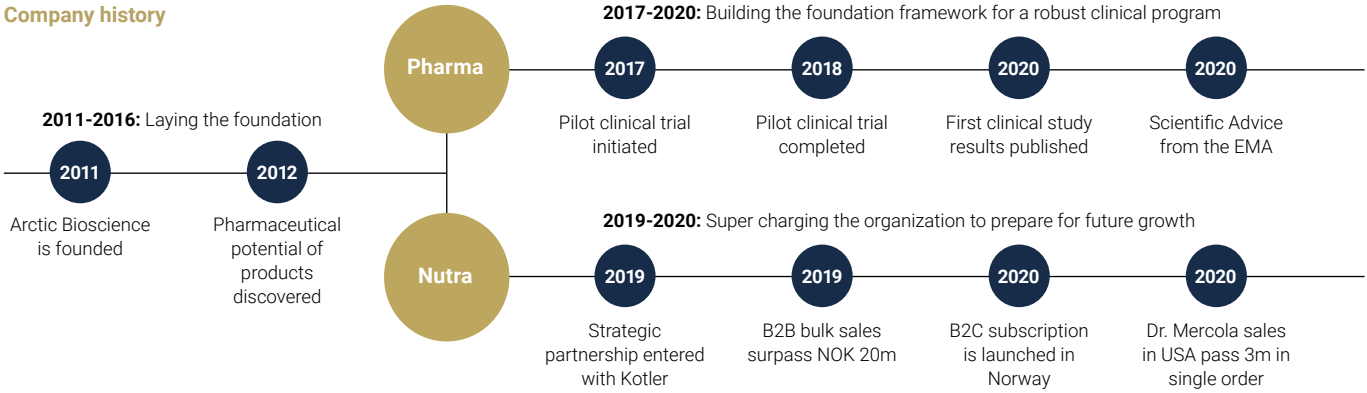 Company history
2011-2016: Laying the foundation
2011
Arctic Bioscience
is founded
2012
Pharmaceutical
potential of
products
discovered
Pharma
2017-2020: Building the foundation framework for a robust clinical program
2017
Pilot clinical trial
initiated
2018
Pilot clinical trial
completed
2020
First clinical study
results published
2020
Scientific Advice
from the EMA
Nutra
2019-2020: Super charging the organization to prepare for future growth
2019
Strategic
partnership entered
with Kotler
2019
B2B bulk sales
surpass NOK 20m
2020
B2C subscription
is launched in
Norway
2020
Dr. Mercola sales
in USA pass 3m in
single order